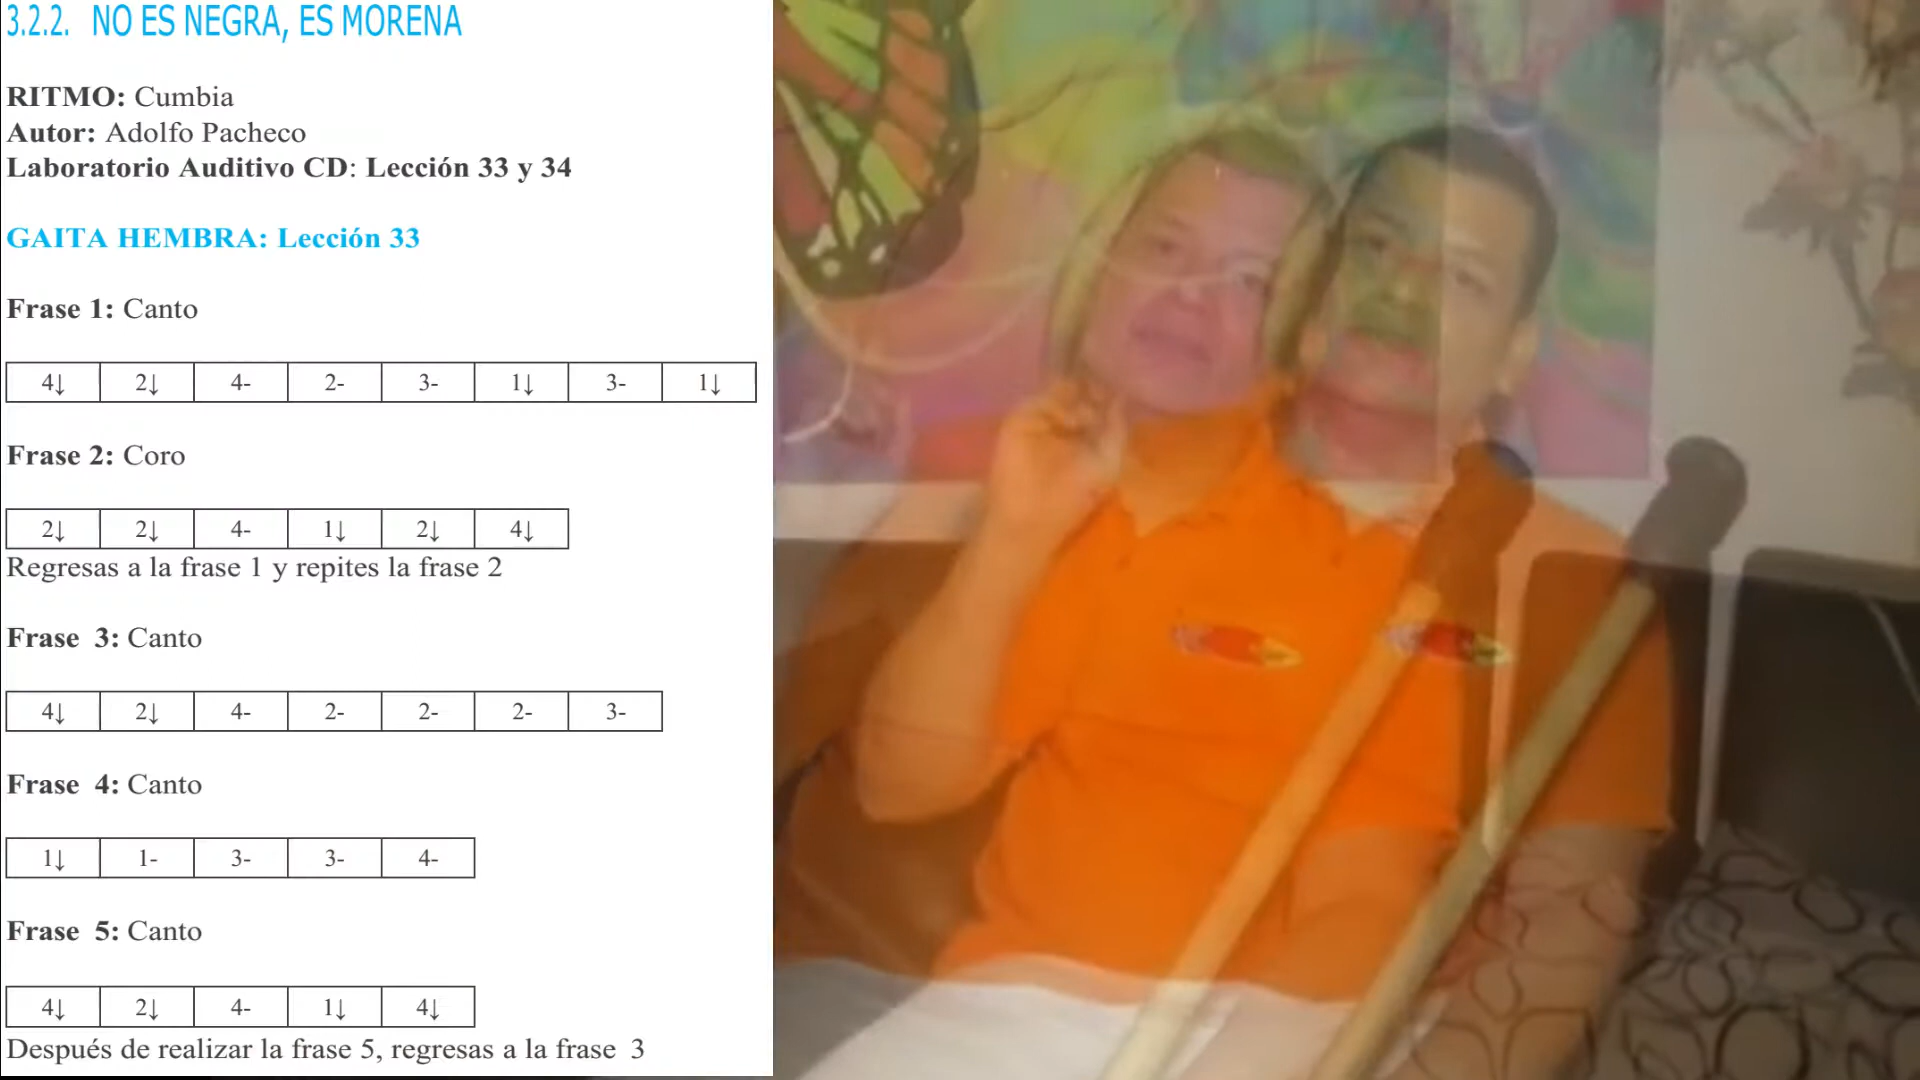 3.2.2. NO ES NEGRA, ES MORENA
RITMO: Cumbia
Autor: Adolfo Pacheco
Laboratorio Auditivo CD: Lección 33 y 34
GAITA HEMBRA: Lección 33
Frase 1: Canto
4↓ 2↓ 4- 2- 3- 1↓ 3- 1↓
Frase 2: Coro
2↓ 2↓ 4- 1↓ 2↓ 4↓
Regresas a la frase 1 y repites la frase 2
Frase 3: Canto
4↓ 2↓ 4- 2- 2- 2- 3-
Frase 4: Canto
1↓ 1- 3- 3- 4-
Frase 5: Canto
4↓ 2↓ 4- 1↓ 4↓
Después de realizar la frase 5, regresas a la frase 3